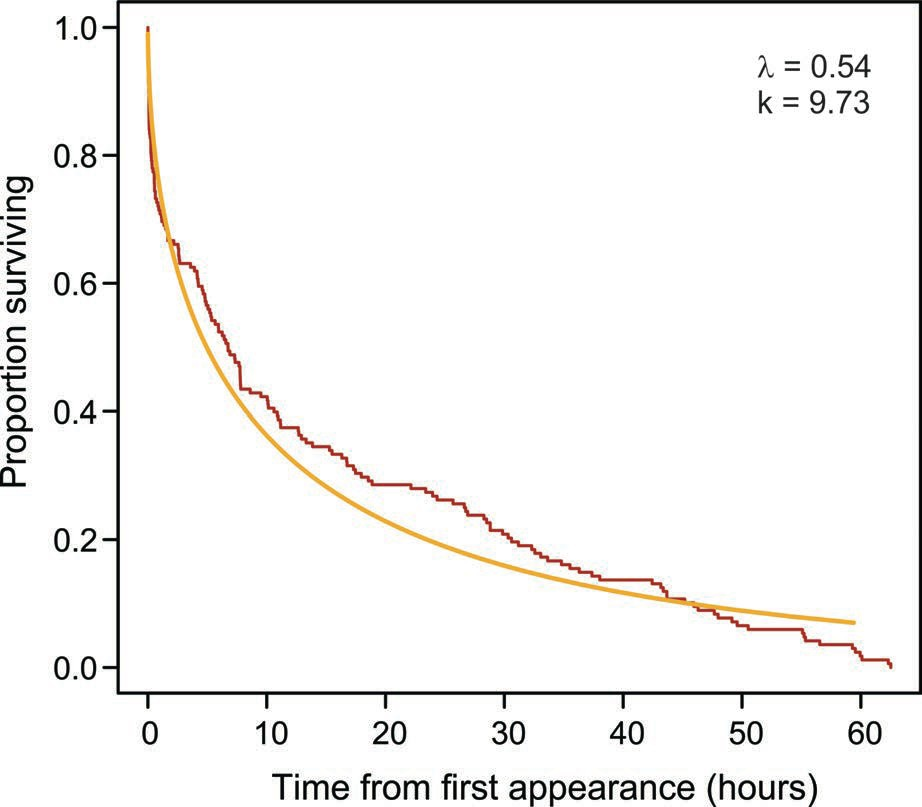 λ = 0.54
k = 9.73
Proportion surviving
1.0
0.8
0.6
0.4
0.2
0.0
0 10 20 30 40 50 60
Time from first appearance (hours)